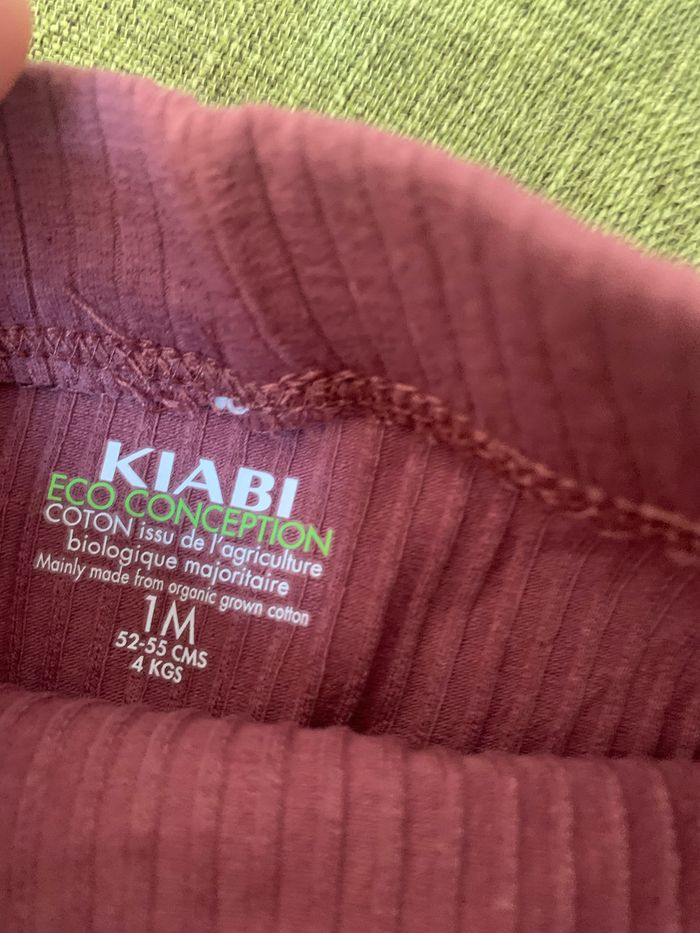 KIABI
ECO CONCEPTION
COTON issu de l'agriculture
biologique majoritaire
Mainly made from organic grown cotton
1M
52-55 CMS
4 KGS